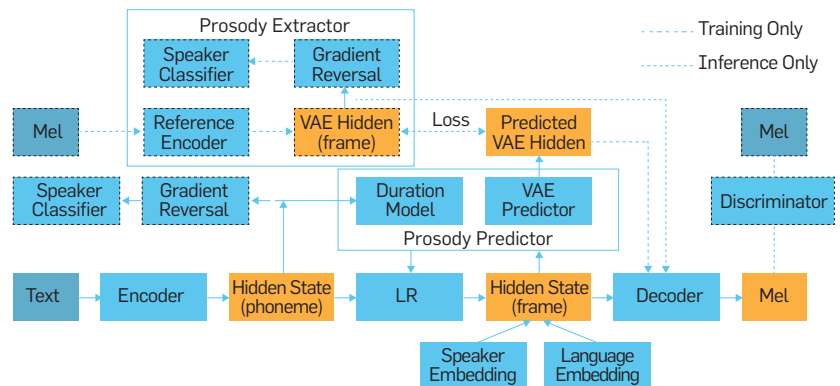 Prosody Extractor
Training Only
Inference Only
Speaker
Classifier
Gradient
Reversal
Mel
Reference
Encoder
VAE Hidden
(frame)
Loss
Predicted
VAE Hidden
Mel
Speaker
Classifier
Gradient
Reversal
Duration
Model
VAE
Predictor
Discriminator
Prosody Predictor
Text
Encoder
Hidden State
(phoneme)
LR
Hidden State
(frame)
Decoder
Mel
Speaker
Embedding
Language
Embedding